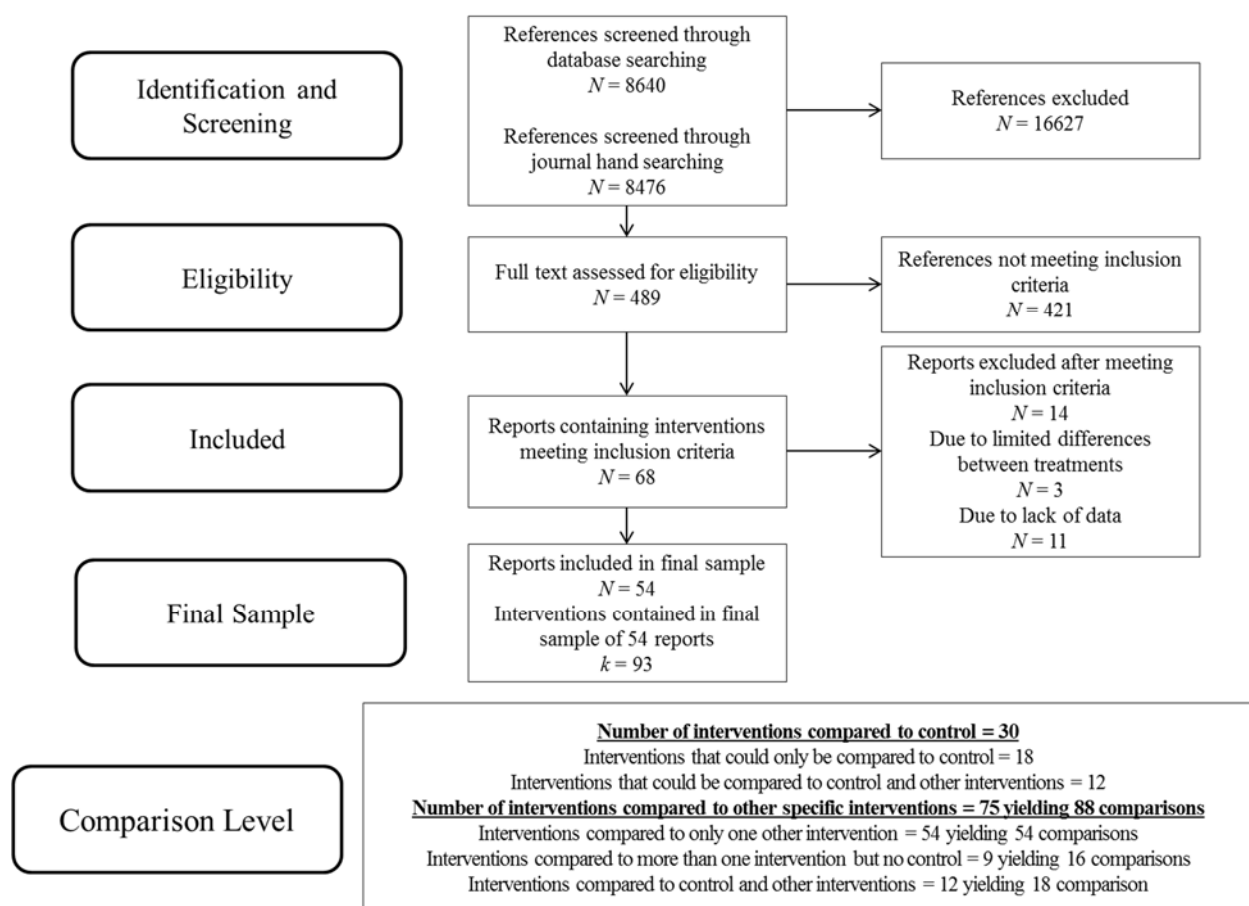 Identification and
Screening
References screened through
database searching
N = 8640
References screened through
journal hand searching
N = 8476
References excluded
N = 16627
Eligibility
Full text assessed for eligibility
N = 489
References not meeting inclusion
criteria
N = 421
Included
Reports containing interventions
meeting inclusion criteria
N = 68
Reports excluded after meeting
inclusion criteria
N = 14
Due to limited differences
between treatments
N = 3
Due to lack of data
N = 11
Final Sample
Reports included in final sample
N = 54
Interventions contained in final
sample of 54 reports
k = 93
Comparison Level
Number of interventions compared to control = 30
Interventions that could only be compared to control = 18
Interventions that could be compared to control and other interventions = 12
Number of interventions compared to other specific interventions = 75 yielding 88 comparisons
Interventions compared to only one other intervention = 54 yielding 54 comparisons
Interventions compared to more than one intervention but no control = 9 yielding 16 comparisons
Interventions compared to control and other interventions = 12 yielding 18 comparison